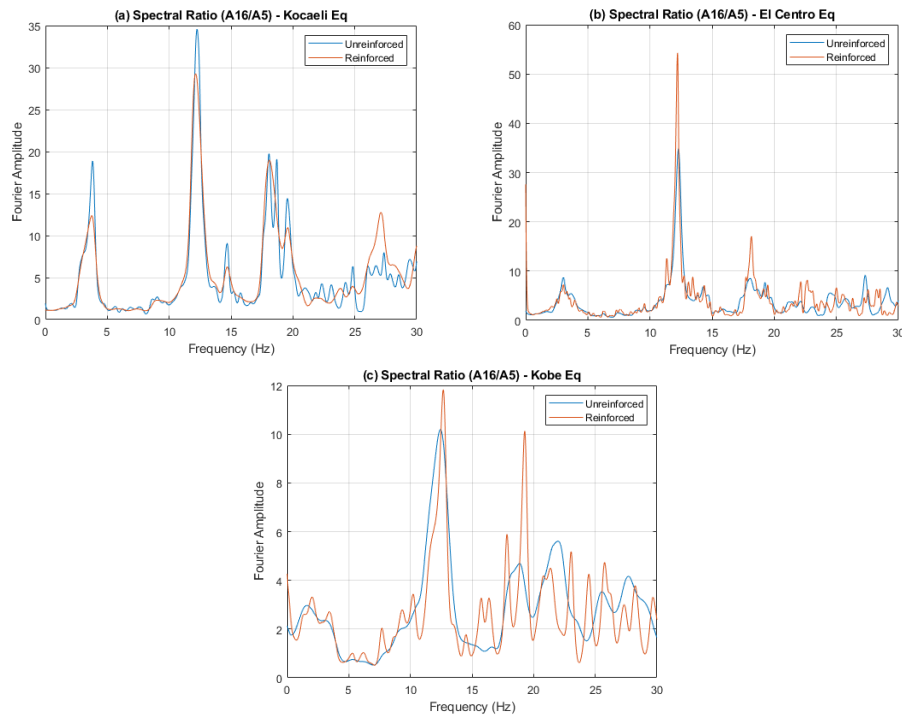 (a) Spectral Ratio (A16/A5) - Kocaeli Eq
Unreinforced
Reinforced
Fourier Amplitude
35
30
25
20
15
10
5
0
0 5 10 15 20 25 30
Frequency (Hz)
(b) Spectral Ratio (A16/A5) - El Centro Eq
Unreinforced
Reinforced
Fourier Amplitude
60
50
40
30
20
10
0
0 5 10 15 20 25 30
Frequency (Hz)
(c) Spectral Ratio (A16/A5) - Kobe Eq
Unreinforced
Reinforced
Fourier Amplitude
12
10
8
6
4
2
0
0 5 10 15 20 25 30
Frequency (Hz)